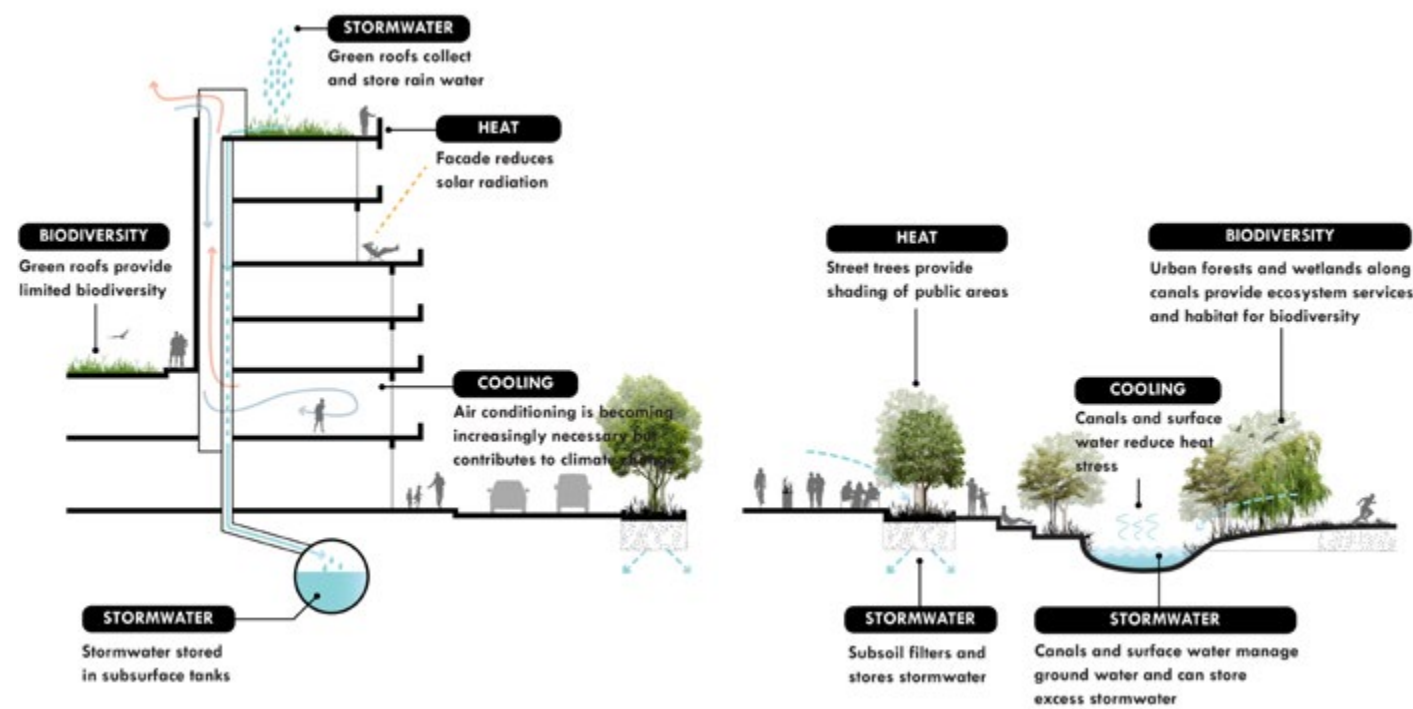 STORMWATER
Green roofs collect
and store rain water
HEAT
Facade reduces
solar radiation
BIODIVERSITY
Green roofs provide
limited biodiversity
COOLING
Air conditioning is becoming
increasingly necessary but
contributes to climate change
STORMWATER
Stormwater stored
in subsurface tanks
HEAT
Street trees provide
shading of public areas
BIODIVERSITY
Urban forests and wetlands along
canals provide ecosystem services
and habitat for biodiversity
COOLING
Canals and surface
water reduce heat
stress
STORMWATER
Subsoil filters and
stores stormwater
STORMWATER
Canals and surface water manage
ground water and can store
excess stormwater